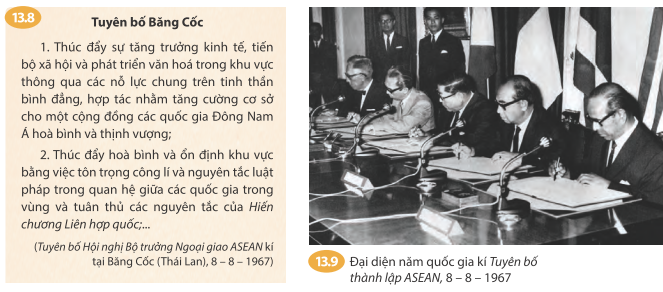 13.8
Tuyên bố Băng Cốc
1. Thúc đẩy sự tăng trưởng kinh tế, tiến
bộ xã hội và phát triển văn hoá trong khu vực
thông qua các nỗ lực chung trên tinh thần
bình đẳng, hợp tác nhằm tăng cường cơ sở
cho một cộng đồng các quốc gia Đông Nam
Á hoà bình và thịnh vượng;
2. Thúc đẩy hoà bình và ổn định khu vực
bằng việc tôn trọng công lí và nguyên tắc luật
pháp trong quan hệ giữa các quốc gia trong
vùng và tuân thủ các nguyên tắc của Hiến
chương Liên hợp quốc;...
(Tuyên bố Hội nghị Bộ trưởng Ngoại giao ASEAN kí
tại Băng Cốc (Thái Lan), 8 – 8 – 1967)
13.9 Đại diện năm quốc gia kí Tuyên bố
thành lập ASEAN, 8 – 8 – 1967